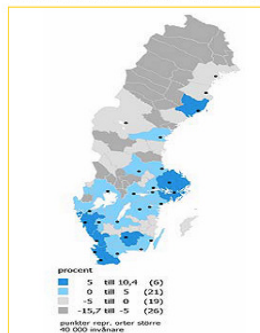 procent
5 till 10,4 (6)
0 till 5 (21)
-5 till 0 (19)
-15,7 till -5 (26)
punkter repr. orter större
40 000 invånare